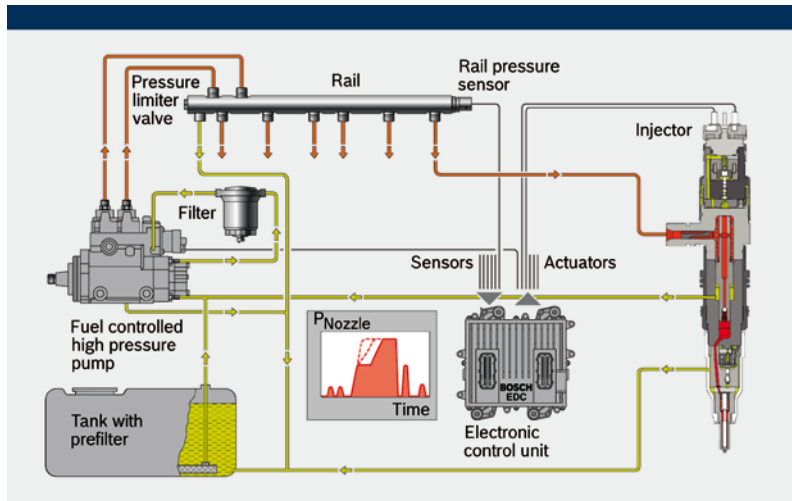 Pressure
limiter
valve
Rail
Rail pressure
sensor
Injector
Filter
Sensors
Actuators
Fuel controlled
high pressure
pump
PNozzle
Time
BOSCH
EDC
Tank with
prefilter
Electronic
control unit